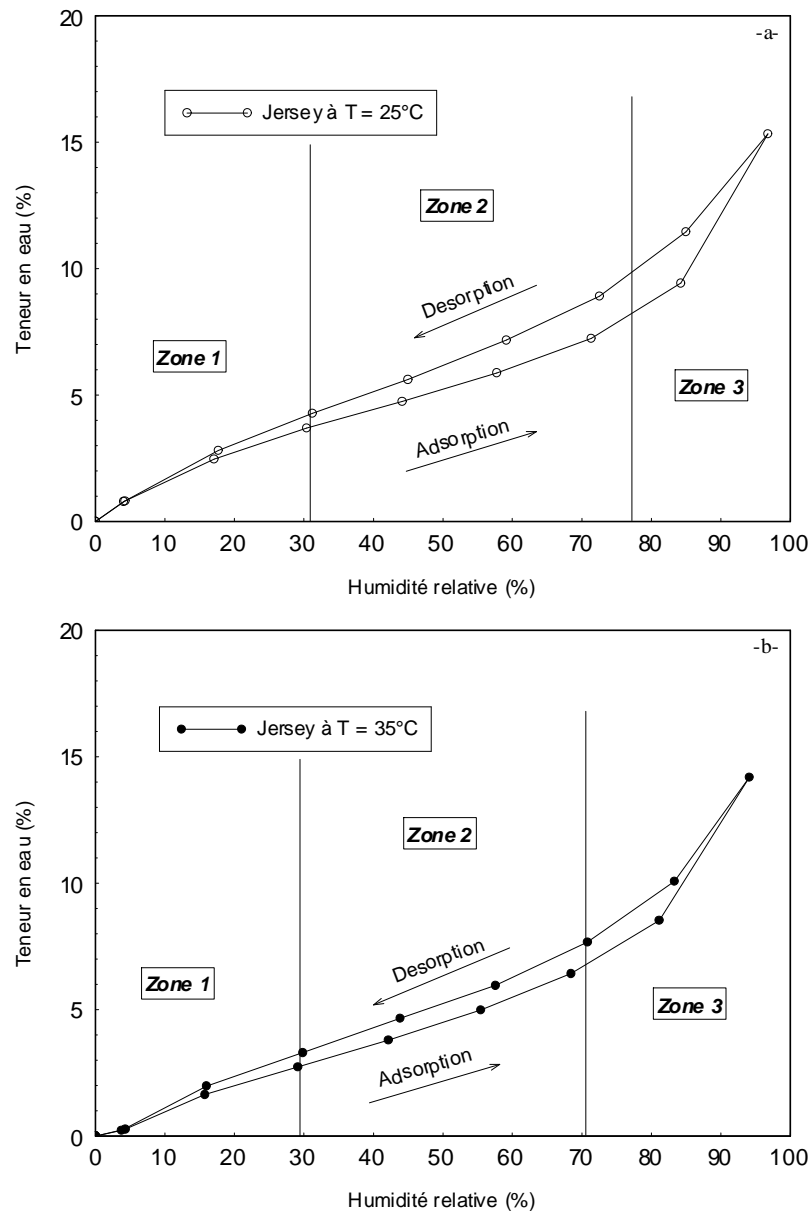 -a-
20
15
10
5
0
Teneur en eau (%)
Jersey à T = 25°C
Zone 1
Zone 2
Zone 3
Desorption
Adsorption
0 10 20 30 40 50 60 70 80 90 100
Humidité relative (%)
-b-
20
15
10
5
0
Teneur en eau (%)
Jersey à T = 35°C
Zone 1
Zone 2
Zone 3
Desorption
Adsorption
0 10 20 30 40 50 60 70 80 90 100
Humidité relative (%)